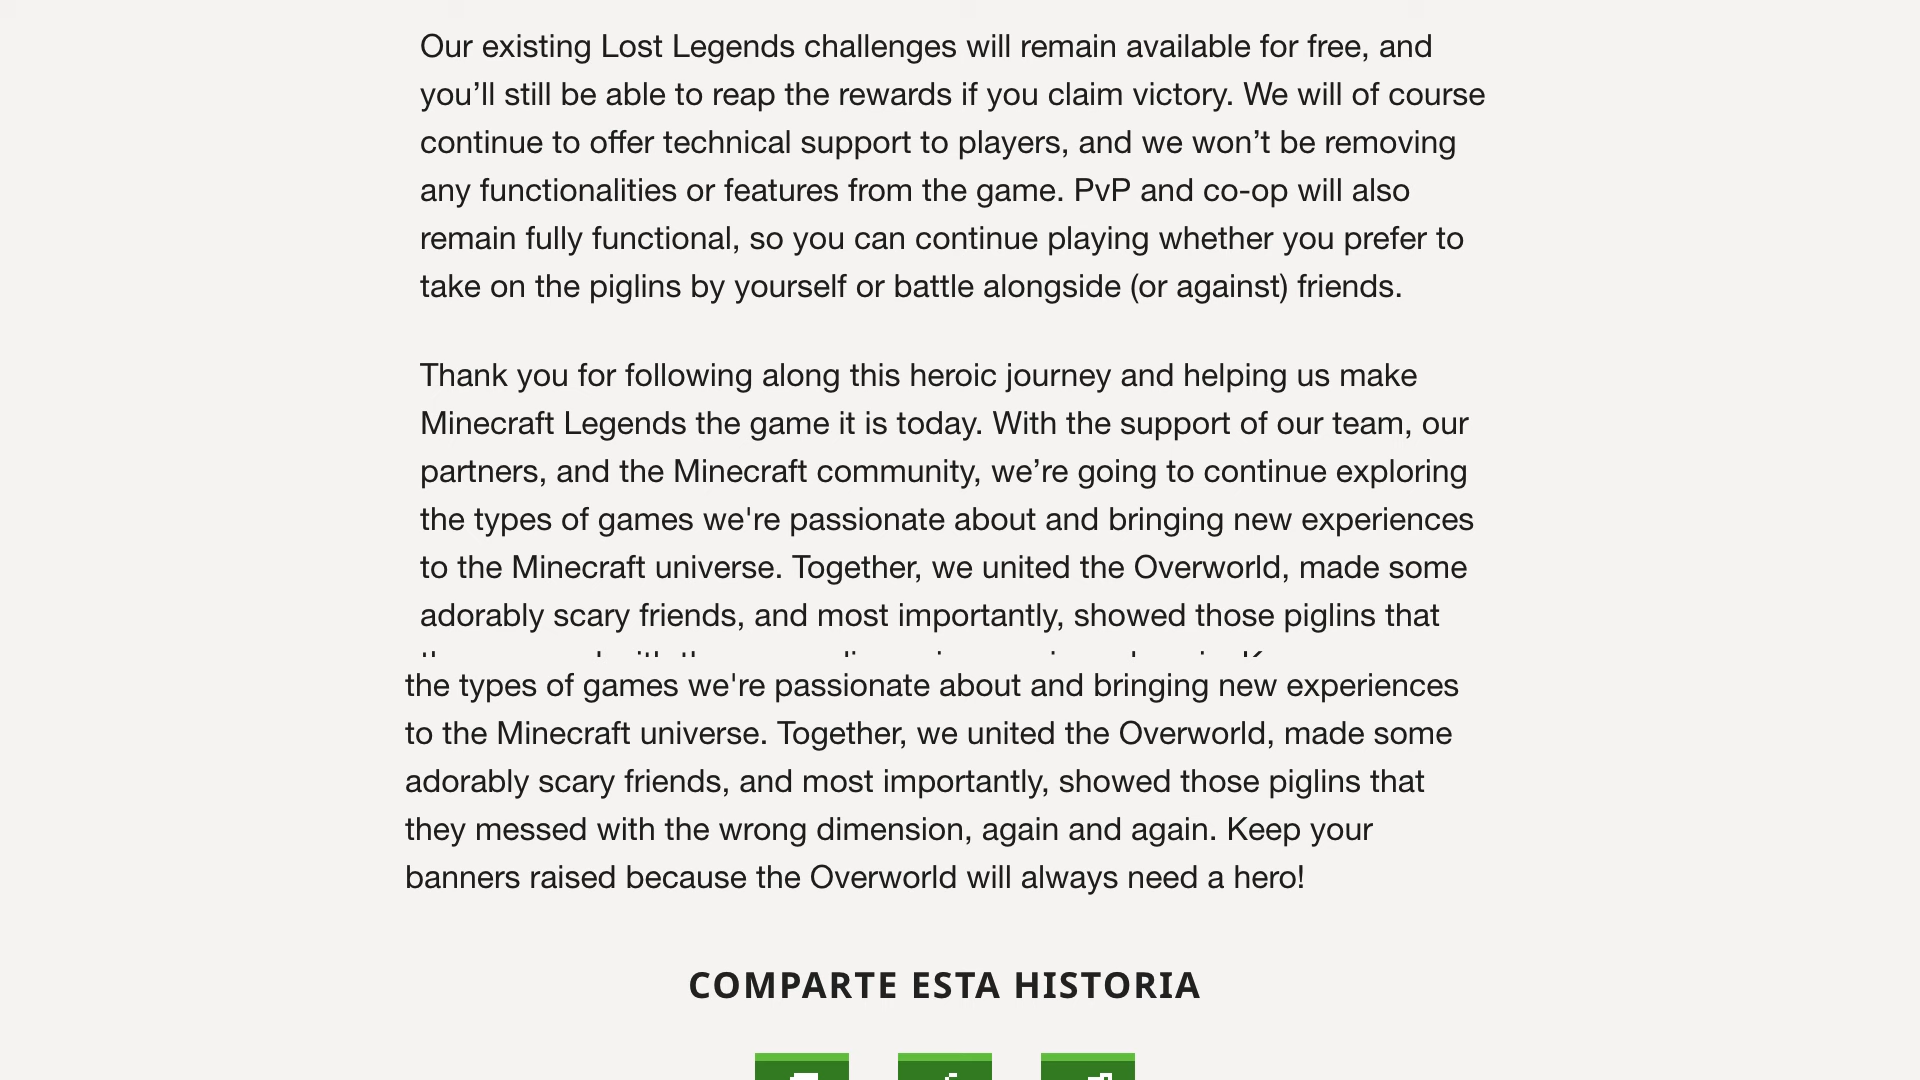 Our existing Lost Legends challenges will remain available for free, and
you’ll still be able to reap the rewards if you claim victory. We will of course
continue to offer technical support to players, and we won’t be removing
any functionalities or features from the game. PvP and co-op will also
remain fully functional, so you can continue playing whether you prefer to
take on the piglins by yourself or battle alongside (or against) friends.
Thank you for following along this heroic journey and helping us make
Minecraft Legends the game it is today. With the support of our team, our
partners, and the Minecraft community, we’re going to continue exploring
the types of games we're passionate about and bringing new experiences
to the Minecraft universe. Together, we united the Overworld, made some
adorably scary friends, and most importantly, showed those piglins that
the types of games we're passionate about and bringing new experiences
to the Minecraft universe. Together, we united the Overworld, made some
adorably scary friends, and most importantly, showed those piglins that
they messed with the wrong dimension, again and again. Keep your
banners raised because the Overworld will always need a hero!
COMPARTE ESTA HISTORIA